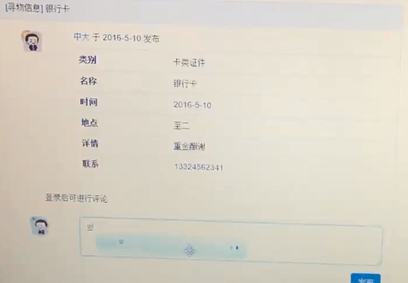 [寻物信息] 银行卡
中大 于 2016-5-10 发布
类别 卡类证件
名称 银行卡
时间 2016-5-10
地点 至二
详情 重金酬谢
联系 13324562341
登录后可进行评论